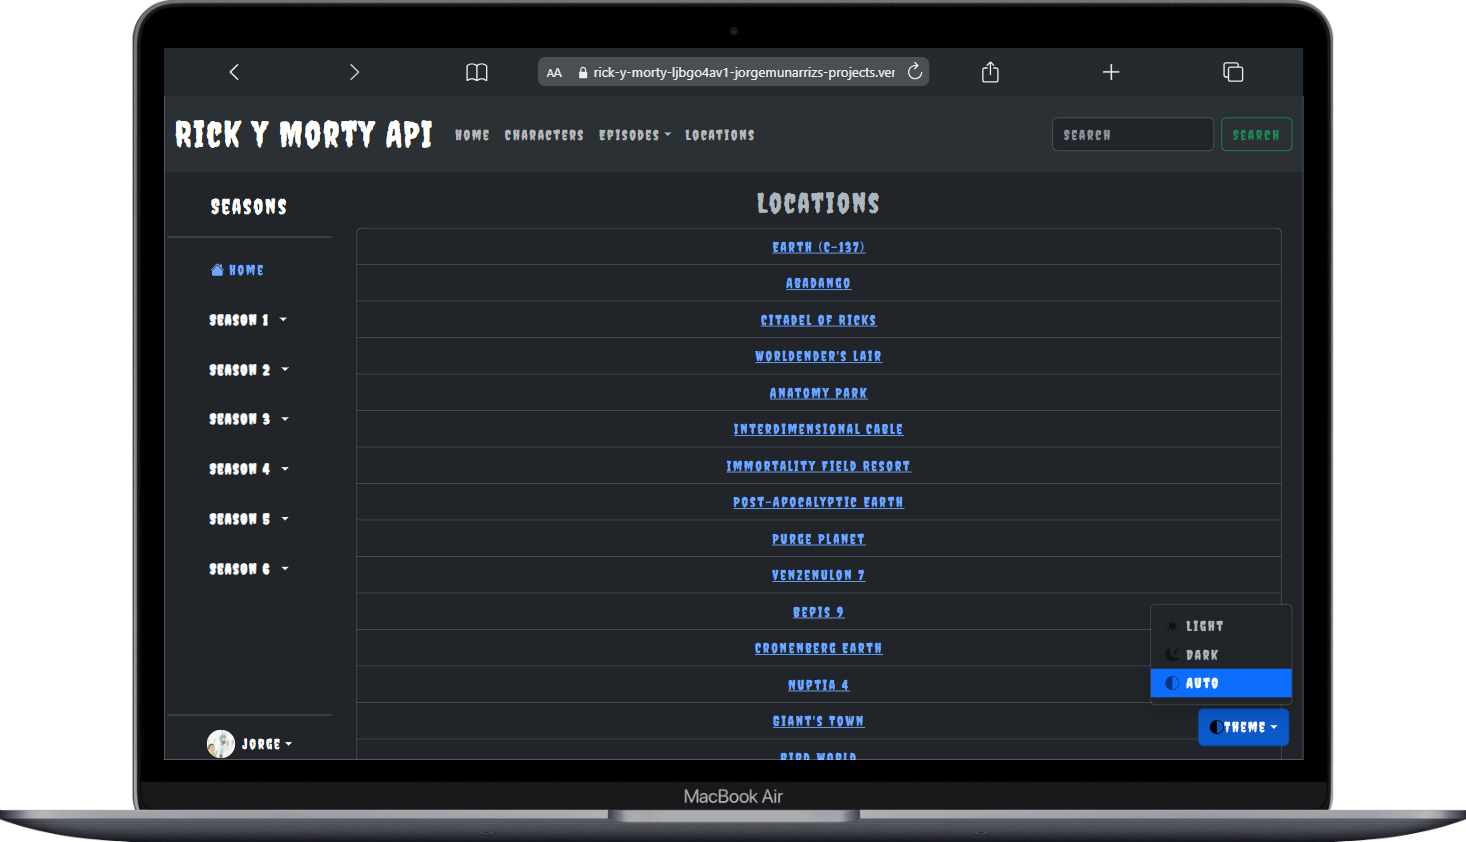 AA rick-y-morty-ljbgo4av1-jorgemunarrizs-projects.ver
RICK Y MORTY API HOME CHARACTERS EPISODES LOCATIONS SEARCH SEARCH
SEASONS
HOME
SEASON 1
SEASON 2
SEASON 3
SEASON 4
SEASON 5
SEASON 6
JORGE
LOCATIONS
EARTH (C-137)
ABADANGO
CITADEL OF RICKS
WORLDENDER'S LAIR
ANATOMY PARK
INTERDIMENSIONAL CABLE
IMMORTALITY FIELD RESORT
POST-APOCALYPTIC EARTH
PURGE PLANET
VENZENULON 7
BEPIS 9
CRONENBERG EARTH
NUPTIA 4
GIANT'S TOWN
BIRD WORLD
LIGHT
DARK
AUTO
THEME
MacBook Air